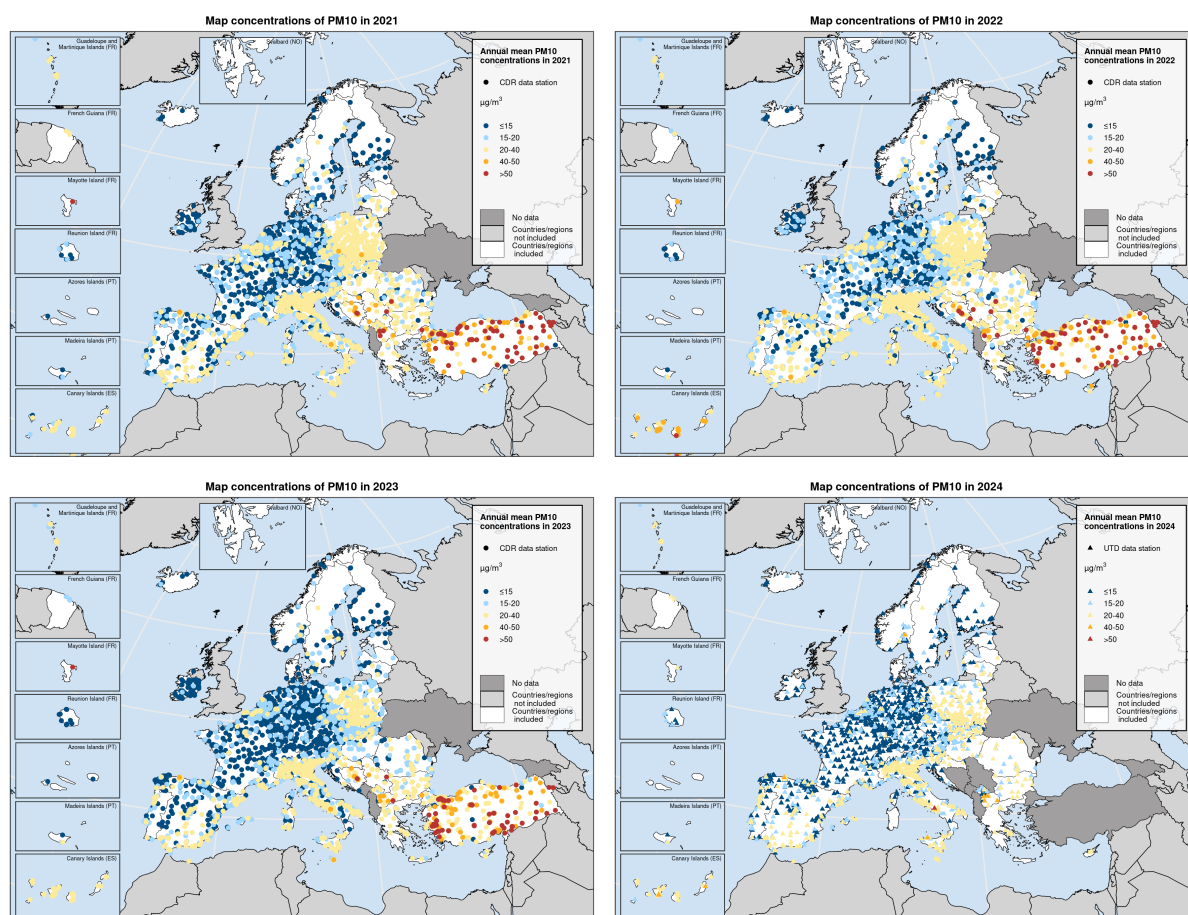 Map concentrations of PM10 in 2021
Guadeloupe and
Martinique Islands (FR)
Svalbard (NO)
French Guiana (FR)
Mayotte Island (FR)
Reunion Island (FR)
Azores Islands (PT)
Madeira Islands (PT)
Canary Islands (ES)
Annual mean PM10
concentrations in 2021
CDR data station
µg/m³
≤15
15-20
20-40
40-50
>50
No data
Countries/regions
not included
Countries/regions
included
Map concentrations of PM10 in 2022
Guadeloupe and
Martinique Islands (FR)
Svalbard (NO)
French Guiana (FR)
Mayotte Island (FR)
Reunion Island (FR)
Azores Islands (PT)
Madeira Islands (PT)
Canary Islands (ES)
Annual mean PM10
concentrations in 2022
CDR data station
µg/m³
≤15
15-20
20-40
40-50
>50
No data
Countries/regions
not included
Countries/regions
included
Map concentrations of PM10 in 2023
Guadeloupe and
Martinique Islands (FR)
Svalbard (NO)
French Guiana (FR)
Mayotte Island (FR)
Reunion Island (FR)
Azores Islands (PT)
Madeira Islands (PT)
Canary Islands (ES)
Annual mean PM10
concentrations in 2023
CDR data station
µg/m³
≤15
15-20
20-40
40-50
>50
No data
Countries/regions
not included
Countries/regions
included
Map concentrations of PM10 in 2024
Guadeloupe and
Martinique Islands (FR)
Svalbard (NO)
French Guiana (FR)
Mayotte Island (FR)
Reunion Island (FR)
Azores Islands (PT)
Madeira Islands (PT)
Canary Islands (ES)
Annual mean PM10
concentrations in 2024
UTD data station
µg/m³
≤15
15-20
20-40
40-50
>50
No data
Countries/regions
not included
Countries/regions
included